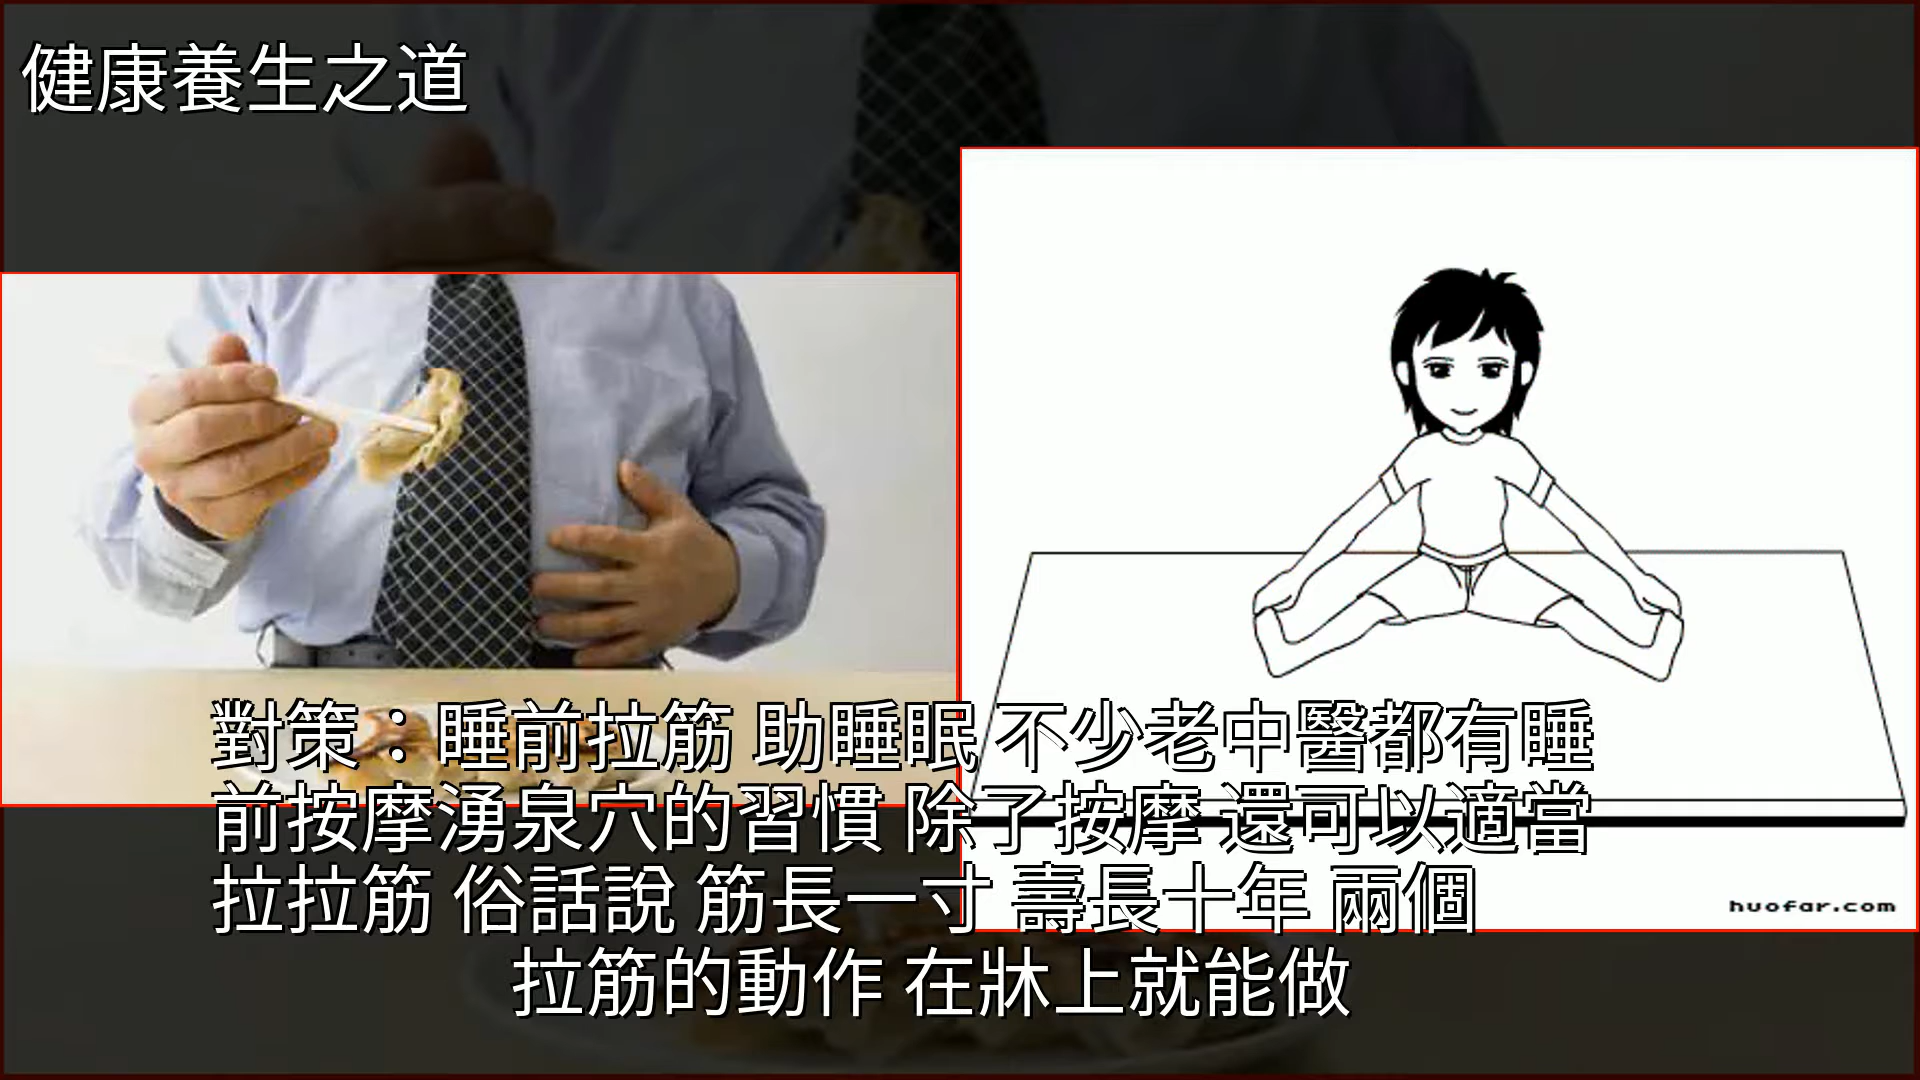 健康養生之道
對策：睡前拉筋 助睡眠 不少老中醫都有睡
前按摩湧泉穴的習慣 除了按摩 還可以適當
拉拉筋 俗話說 筋長一寸 壽長十年 兩個
拉筋的動作 在牀上就能做
huofar.com